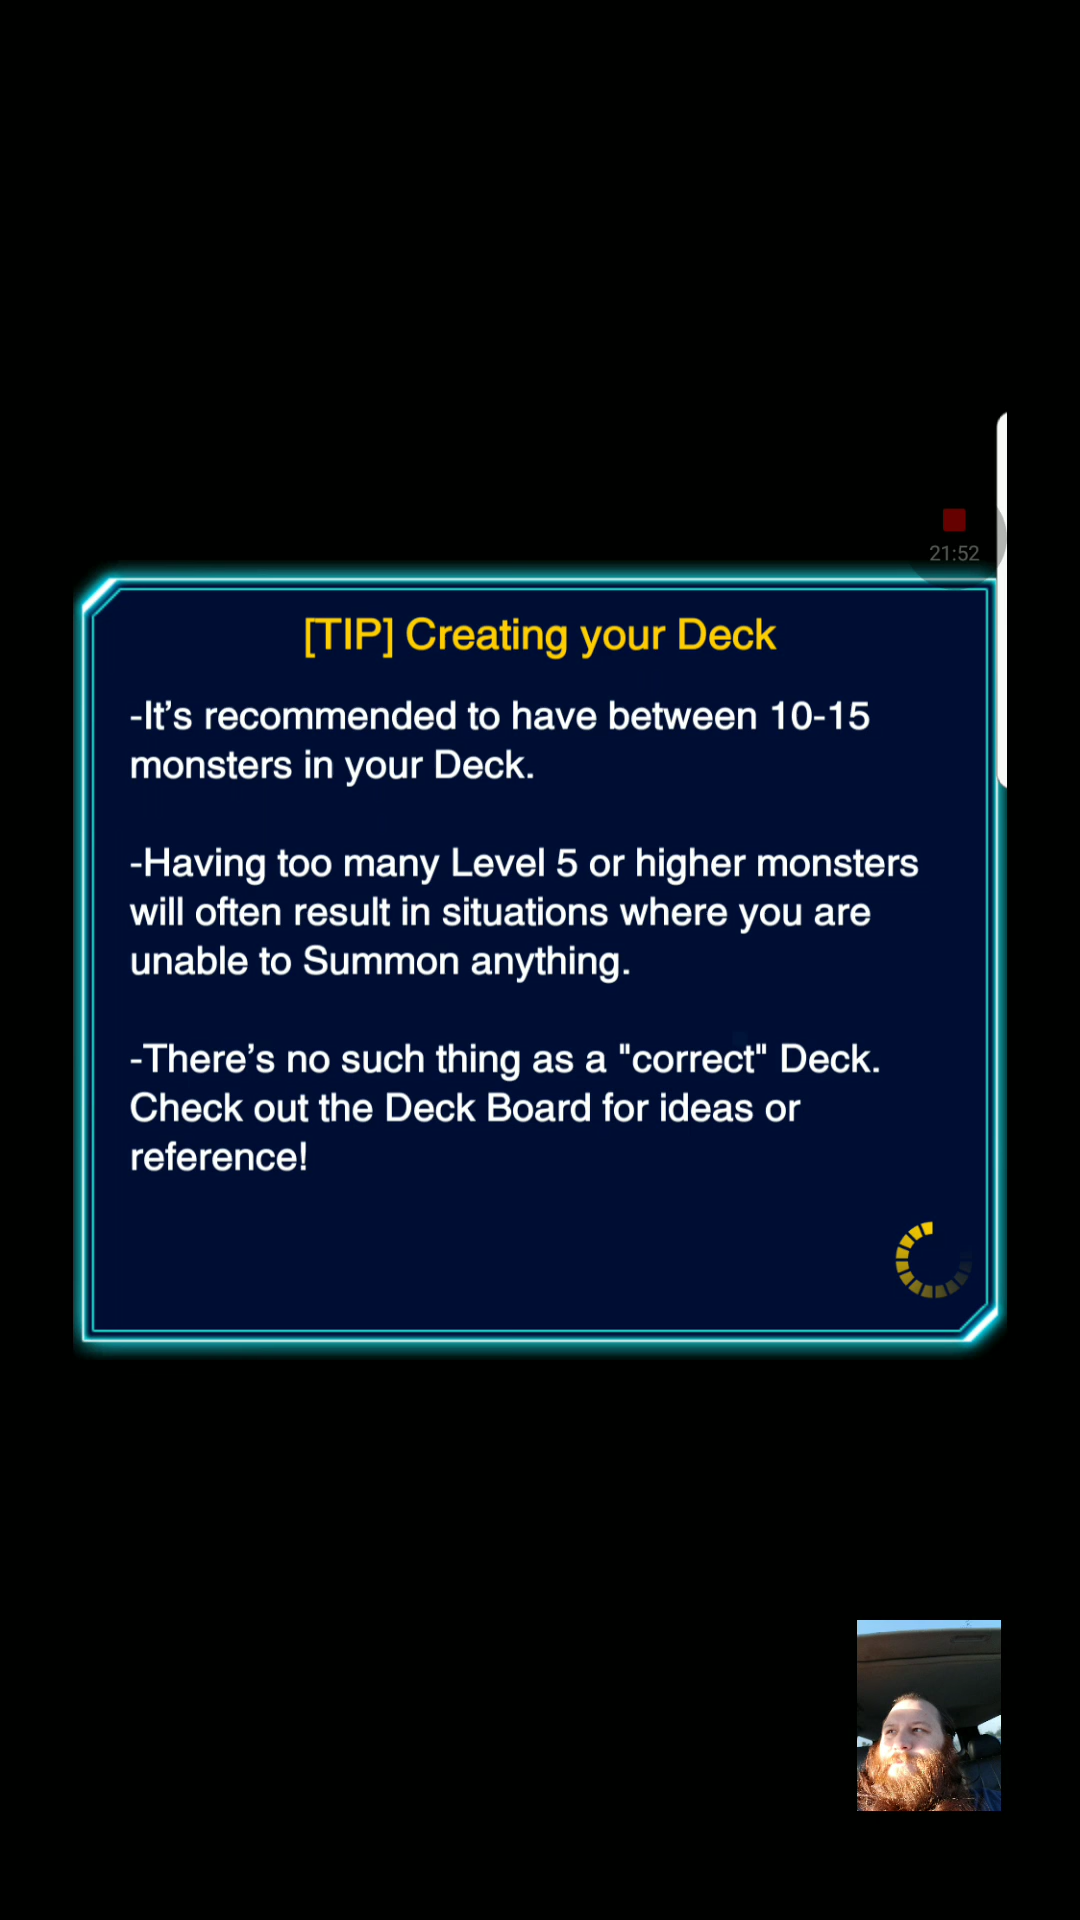 21:52
[TIP] Creating your Deck
-It’s recommended to have between 10-15
monsters in your Deck.
-Having too many Level 5 or higher monsters
will often result in situations where you are
unable to Summon anything.
-There’s no such thing as a "correct" Deck.
Check out the Deck Board for ideas or
reference!